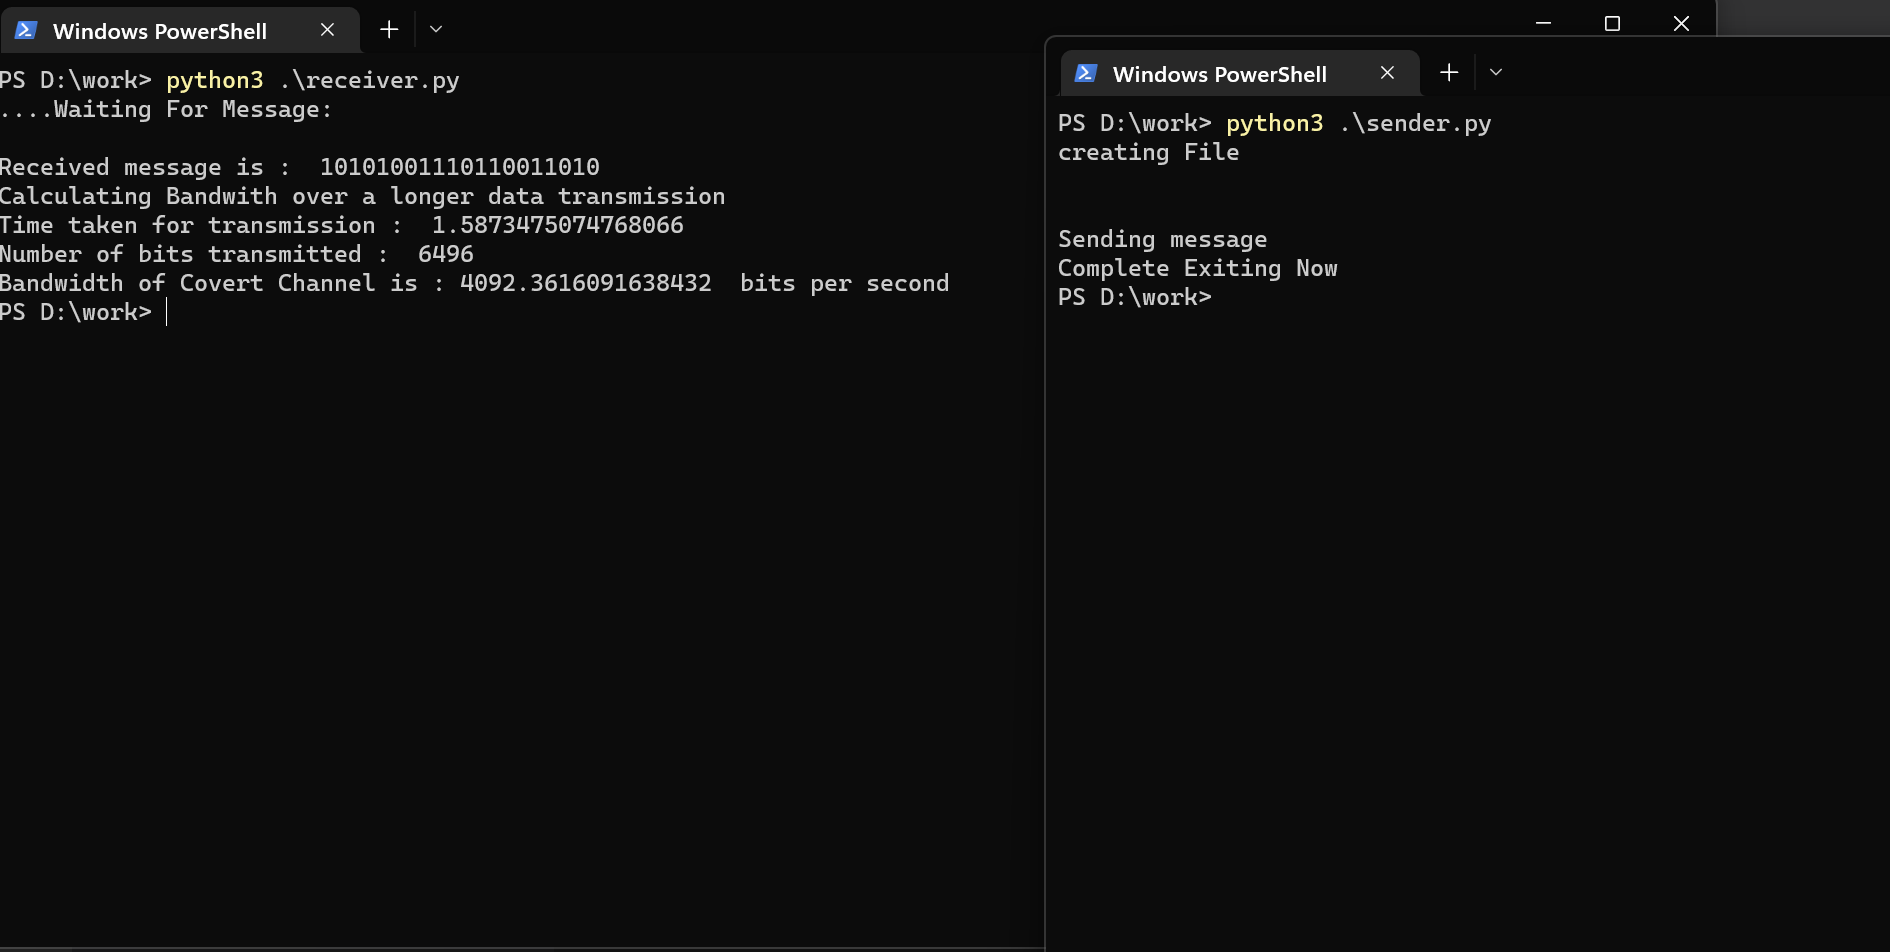 Windows PowerShell
PS D:\work> python3 .\receiver.py
....Waiting For Message:
Received message is :  10101001110110011010
Calculating Bandwith over a longer data transmission
Time taken for transmission :  1.5873475074768066
Number of bits transmitted :  6496
Bandwidth of Covert Channel is : 4092.3616091638432  bits per second
PS D:\work>
Windows PowerShell
PS D:\work> python3 .\sender.py
creating File
Sending message
Complete Exiting Now
PS D:\work>